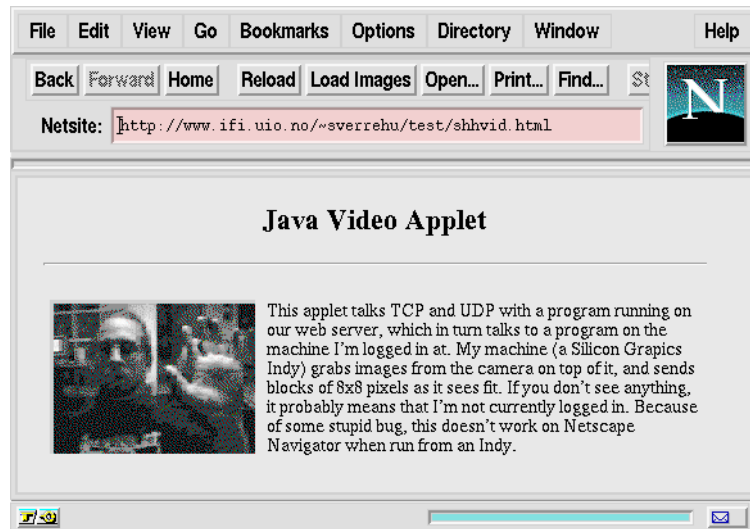 File Edit View Go Bookmarks Options Directory Window Help
Back Forward Home Reload Load Images Open... Print... Find... St
N
Netsite: http://www.ifi.uio.no/~sverrehu/test/shhvid.html
Java Video Applet
This applet talks TCP and UDP with a program running on
our web server, which in turn talks to a program on the
machine I'm logged in at. My machine (a Silicon Grapics
Indy) grabs images from the camera on top of it, and sends
blocks of 8x8 pixels as it sees fit. If you don't see anything,
it probably means that I'm not currently logged in. Because
of some stupid bug, this doesn't work on Netscape
Navigator when run from an Indy.